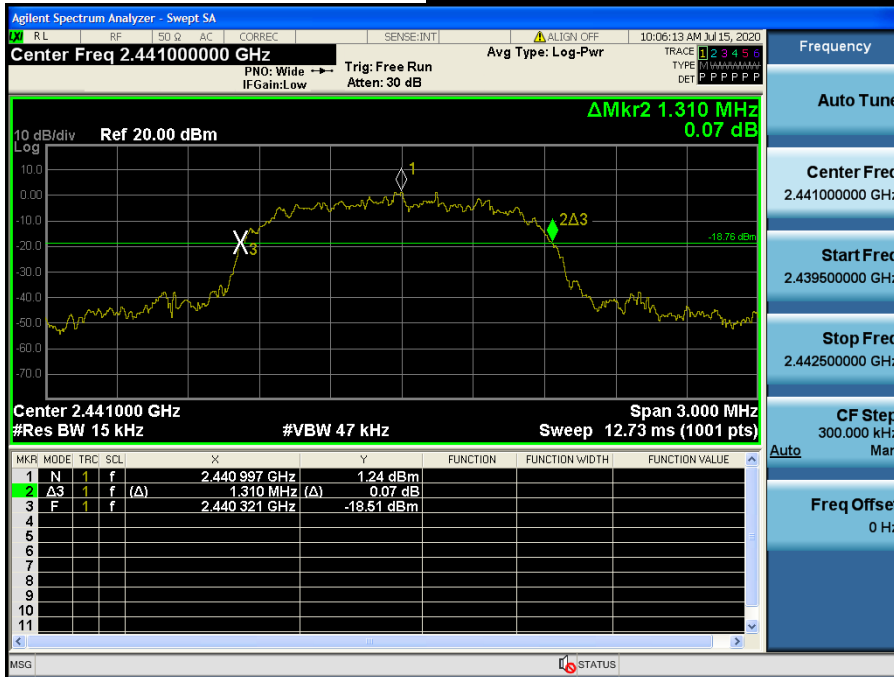 Agilent Spectrum Analyzer - Swept SA
LXI RL RF 50 Ω AC CORREC SENSE:INT ALIGN OFF 10:06:13 AM Jul 15, 2020
Center Freq 2.441000000 GHz
PNO: Wide
IFGain:Low
Trig: Free Run
Atten: 30 dB
Avg Type: Log-Pwr
TRACE 1 2 3 4 5 6
TYPE MWWWWW
DET P P P P P P
ΔMkr2 1.310 MHz
0.07 dB
10 dB/div Ref 20.00 dBm
Log
10.0
0.00
-10.0
-20.0
-30.0
-40.0
-50.0
-60.0
-70.0
1
2Δ3
3
-18.76 dBm
Center 2.441000 GHz Span 3.000 MHz
#Res BW 15 kHz #VBW 47 kHz Sweep 12.73 ms (1001 pts)
MKR MODE TRC SCL X Y FUNCTION FUNCTION WIDTH FUNCTION VALUE
1 N 1 f 2.440 997 GHz 1.24 dBm
2 Δ3 1 f (Δ) 1.310 MHz (Δ) 0.07 dB
3 F 1 f 2.440 321 GHz -18.51 dBm
4
5
6
7
8
9
10
11
MSG STATUS
Frequency
Auto Tune
Center Freq
2.441000000 GHz
Start Freq
2.439500000 GHz
Stop Freq
2.442500000 GHz
CF Step
300.000 kHz
Auto Man
Freq Offset
0 Hz